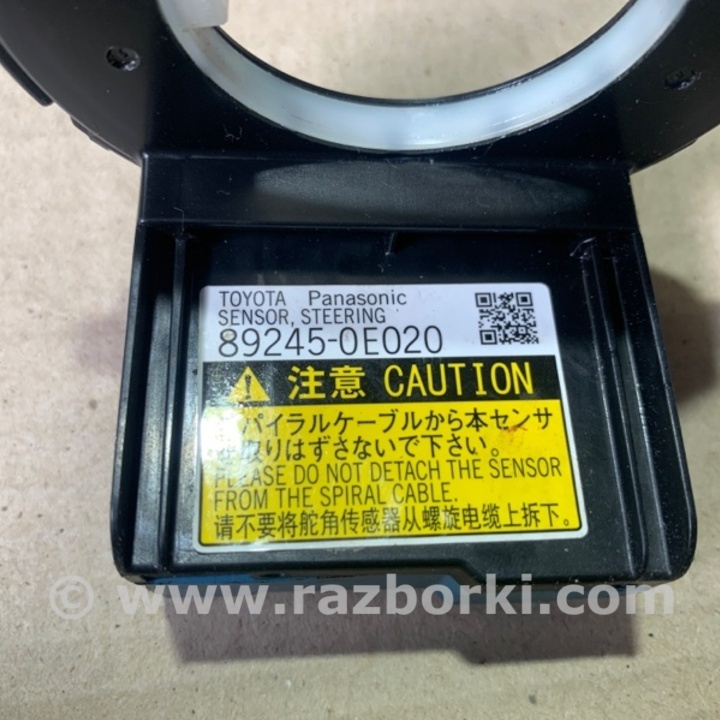 TOYOTA Panasonic
SENSOR, STEERING
89245-0E020
注意 CAUTION
パイラルケーブルから本センサ
取りはずさないで下さい。
PLEASE DO NOT DETACH THE SENSOR
FROM THE SPIRAL CABLE.
请不要将舵角传感器从螺旋电缆上拆下。
© www.razborki.com